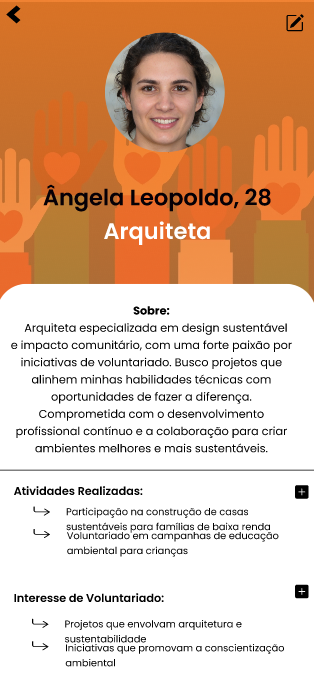 Ângela Leopoldo, 28
Arquiteta
Sobre:
Arquiteta especializada em design sustentável
e impacto comunitário, com uma forte paixão por
iniciativas de voluntariado. Busco projetos que
alinhem minhas habilidades técnicas com
oportunidades de fazer a diferença.
Comprometida com o desenvolvimento
profissional contínuo e a colaboração para criar
ambientes melhores e mais sustentáveis.
Atividades Realizadas:
Participação na construção de casas
sustentáveis para famílias de baixa renda
Voluntariado em campanhas de educação
ambiental para crianças
Interesse de Voluntariado:
Projetos que envolvam arquitetura e
sustentabilidade
Iniciativas que promovam a conscientização
ambiental